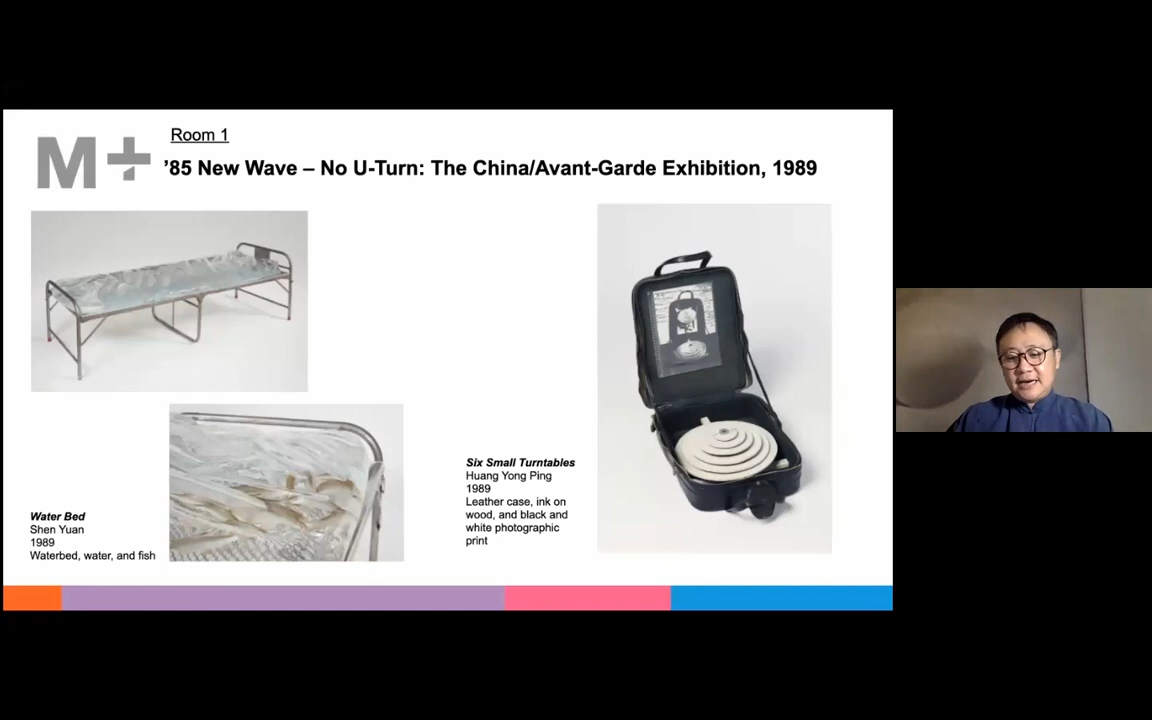 M+
Room 1
’85 New Wave – No U-Turn: The China/Avant-Garde Exhibition, 1989
Six Small Turntables
Huang Yong Ping
1989
Leather case, ink on
wood, and black and
white photographic
print
Water Bed
Shen Yuan
1989
Waterbed, water, and fish